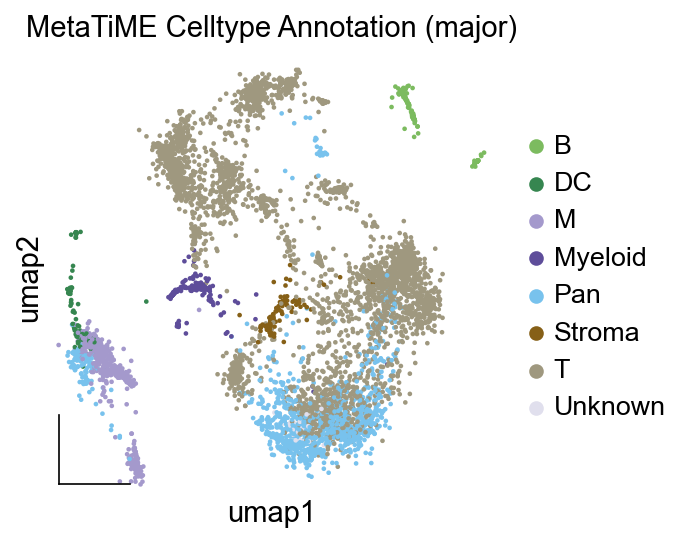 MetaTiME Celltype Annotation (major)
B
DC
M
Myeloid
Pan
Stroma
T
Unknown
umap2
umap1